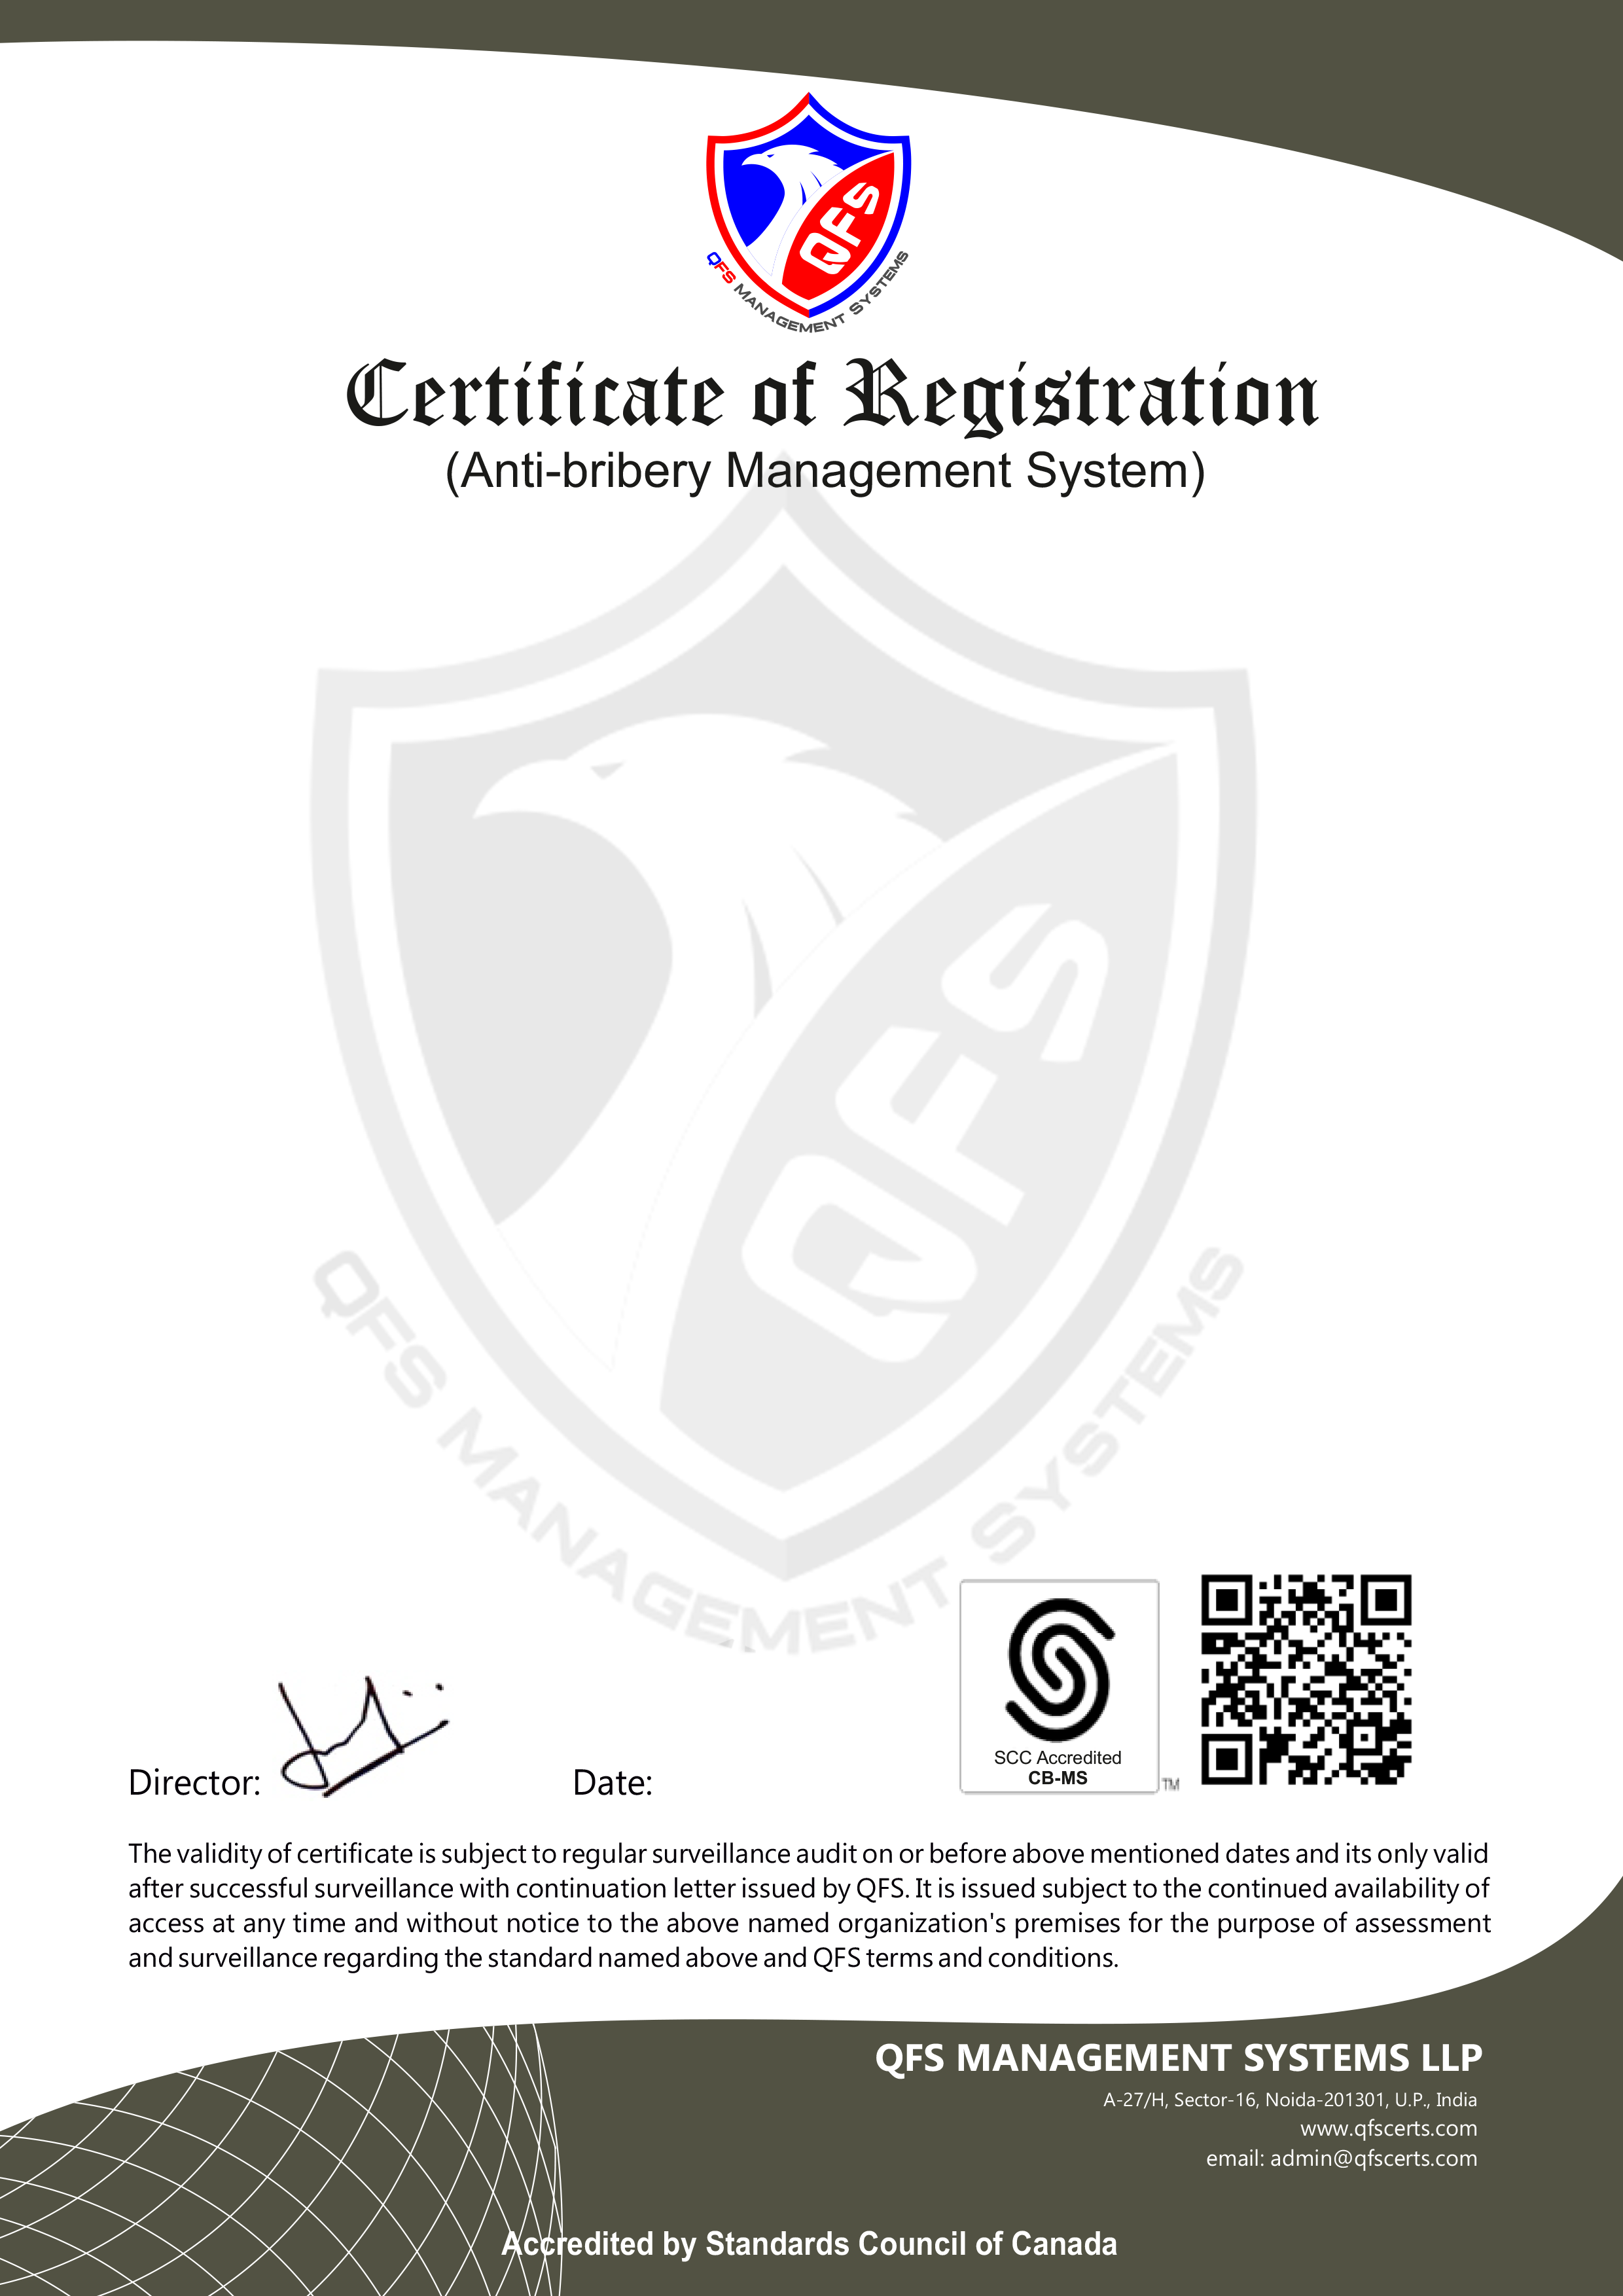 QFS
QFS MANAGEMENT SYSTEMS
Certificate of Registration
(Anti-bribery Management System)
QFS
QFS MANAGEMENT SYSTEMS
SCC Accredited
CB-MS
TM
Director:
Date:
The validity of certificate is subject to regular surveillance audit on or before above mentioned dates and its only valid
after successful surveillance with continuation letter issued by QFS. It is issued subject to the continued availability of
access at any time and without notice to the above named organization's premises for the purpose of assessment
and surveillance regarding the standard named above and QFS terms and conditions.
QFS MANAGEMENT SYSTEMS LLP
A-27/H, Sector-16, Noida-201301, U.P., India
www.qfscerts.com
email: admin@qfscerts.com
Accredited by Standards Council of Canada